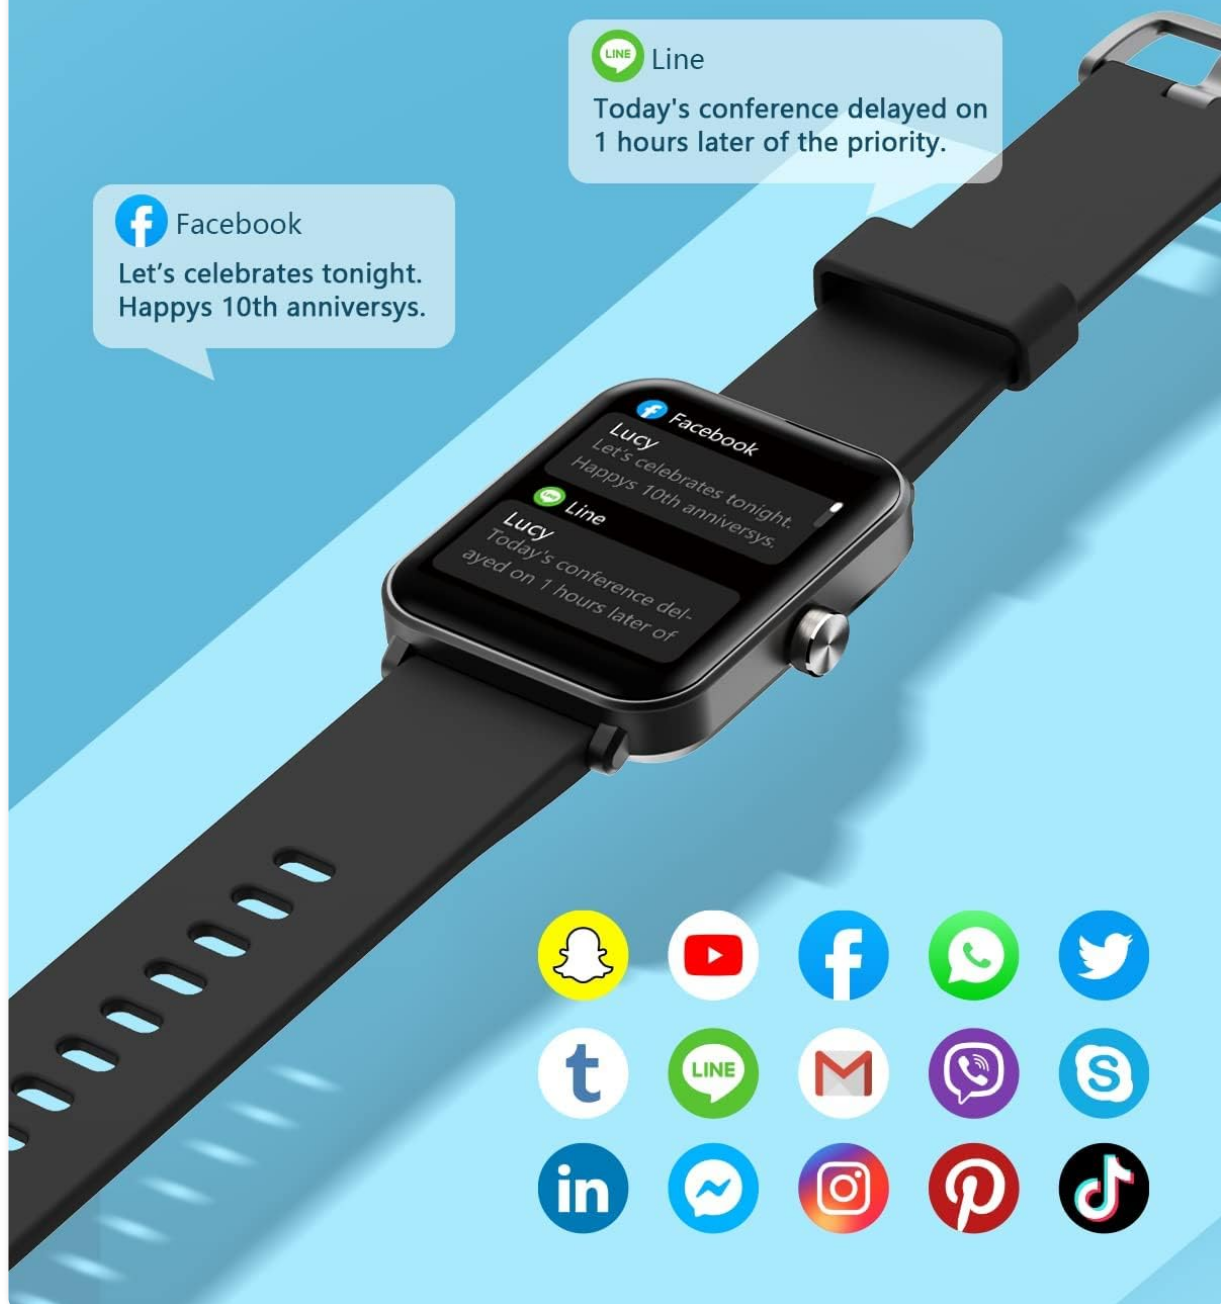 LINE Line
Today's conference delayed on
1 hours later of the priority.
Facebook
Let's celebrates tonight.
Happys 10th anniversys.
Facebook
Lucy
Let's celebrates tonight.
Happys 10th anniversys.
LINE Line
Lucy
Today's conference del-
ayed on 1 hours later of
LINE